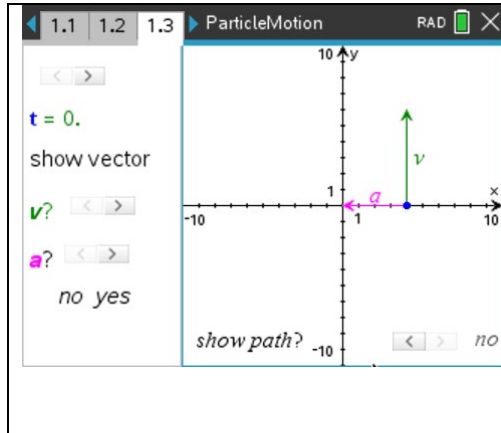 1.1 1.2 1.3 ParticleMotion RAD
t = 0.
show vector
v?
a?
no yes
10 y
v
a
1
x
-10
1
10
show path?
-10
no